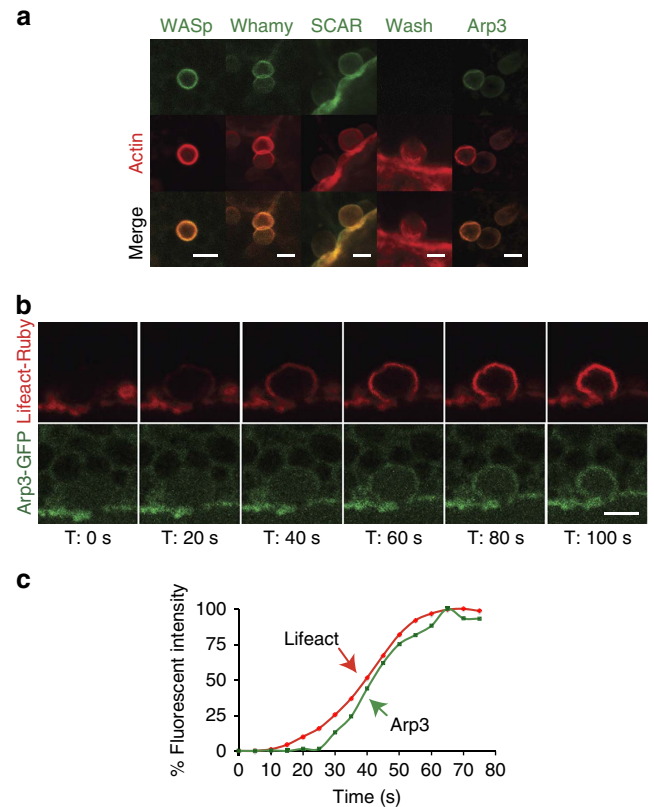 a
WASp Whamy SCAR Wash Arp3
Actin
Merge
b
Lifeact-Ruby
Arp3-GFP
T: 0 s T: 20 s T: 40 s T: 60 s T: 80 s T: 100 s
c
% Fluorescent intensity
100
75
50
25
0
Lifeact
Arp3
0 10 20 30 40 50 60 70 80
Time (s)